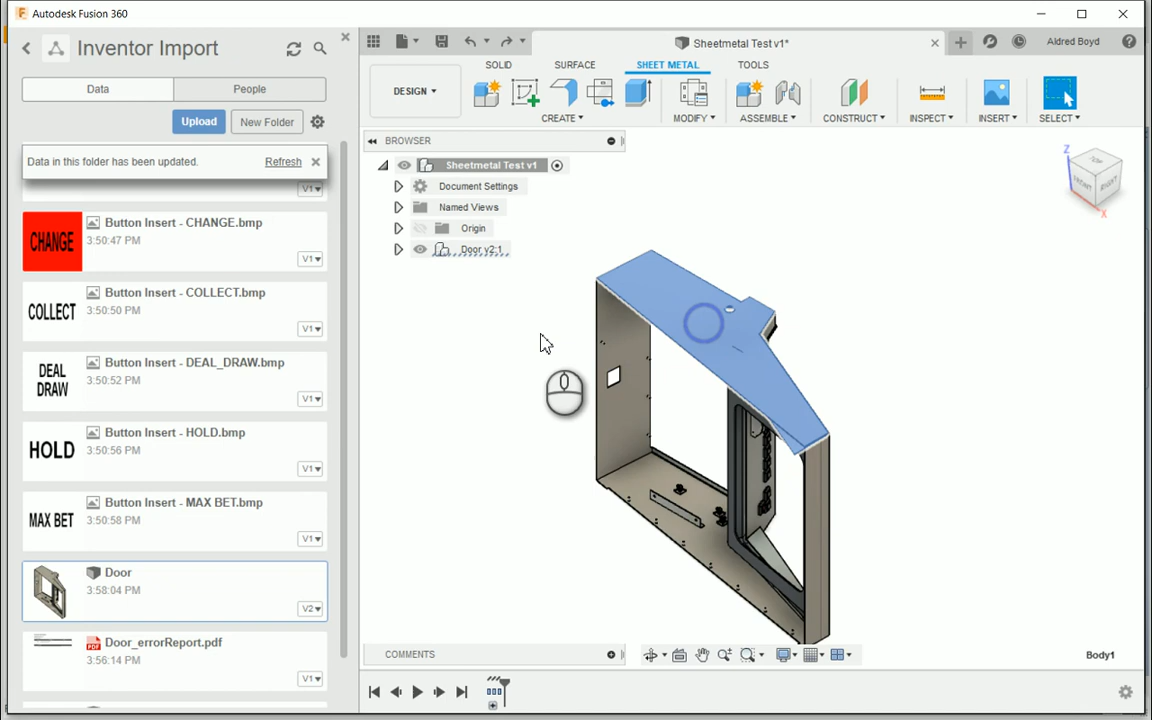 Autodesk Fusion 360
Inventor Import
Data
People
Upload
New Folder
Data in this folder has been updated.
Refresh
V1
CHANGE
Button Insert - CHANGE.bmp
3:50:47 PM
V1
COLLECT
Button Insert - COLLECT.bmp
3:50:50 PM
V1
DEAL
DRAW
Button Insert - DEAL_DRAW.bmp
3:50:52 PM
V1
HOLD
Button Insert - HOLD.bmp
3:50:56 PM
V1
MAX BET
Button Insert - MAX BET.bmp
3:50:58 PM
V1
Door
3:58:04 PM
V2
PDF
Door_errorReport.pdf
3:56:14 PM
V1
Sheetmetal Test v1*
Aldred Boyd
DESIGN
SOLID
SURFACE
SHEET METAL
TOOLS
CREATE
MODIFY
ASSEMBLE
CONSTRUCT
INSPECT
INSERT
SELECT
BROWSER
Sheetmetal Test v1
Document Settings
Named Views
Origin
Door v2:1
Z
TOP
FRONT
RIGHT
X
COMMENTS
Body1